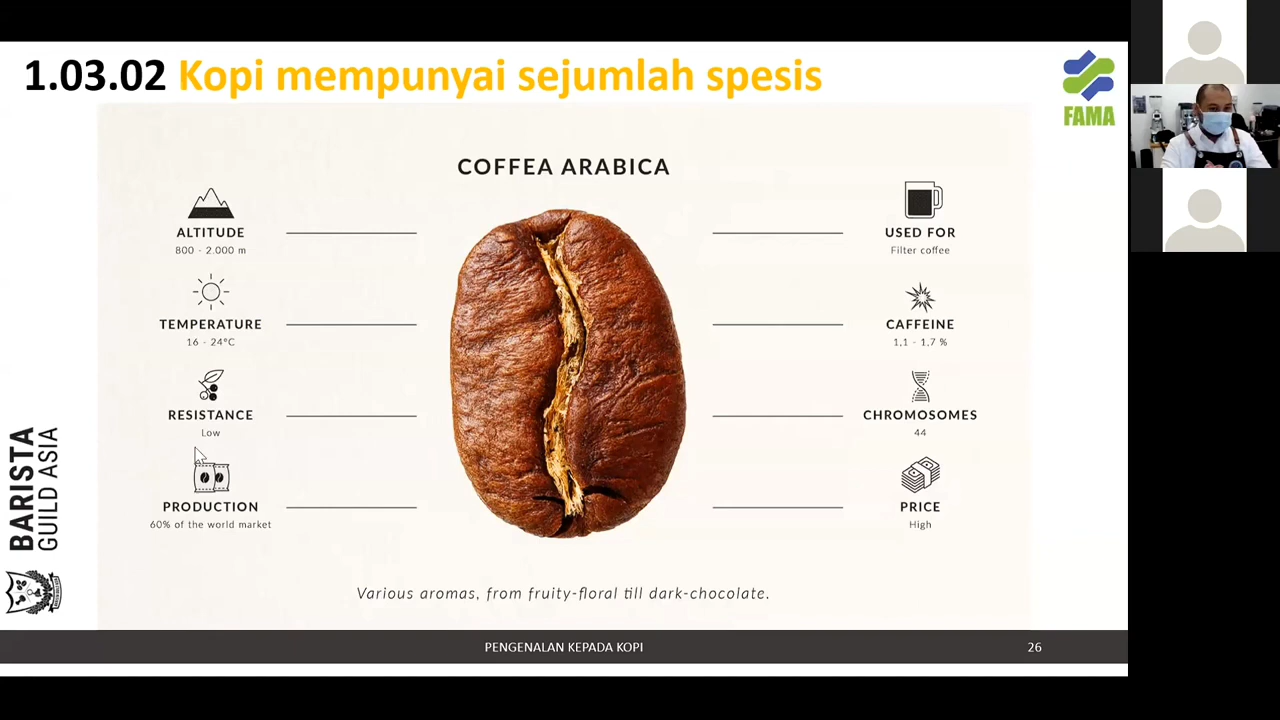 1.03.02 Kopi mempunyai sejumlah spesis
FAMA
COFFEA ARABICA
ALTITUDE
800 - 2.000 m
TEMPERATURE
16 - 24°C
RESISTANCE
Low
PRODUCTION
60% of the world market
USED FOR
Filter coffee
CAFFEINE
1,1 - 1,7 %
CHROMOSOMES
44
PRICE
High
Various aromas, from fruity-floral till dark-chocolate.
BARISTA
GUILD ASIA
PENGENALAN KEPADA KOPI
26